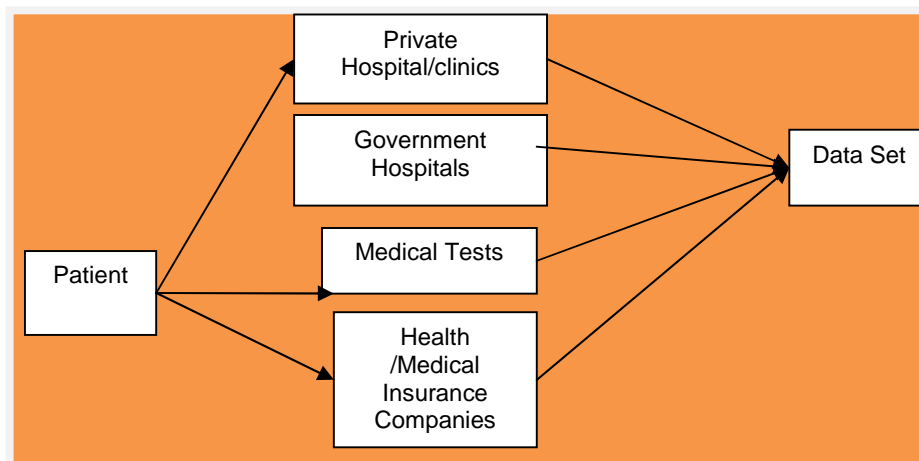 Private
Hospital/clinics
Government
Hospitals
Data Set
Medical Tests
Patient
Health
/Medical
Insurance
Companies